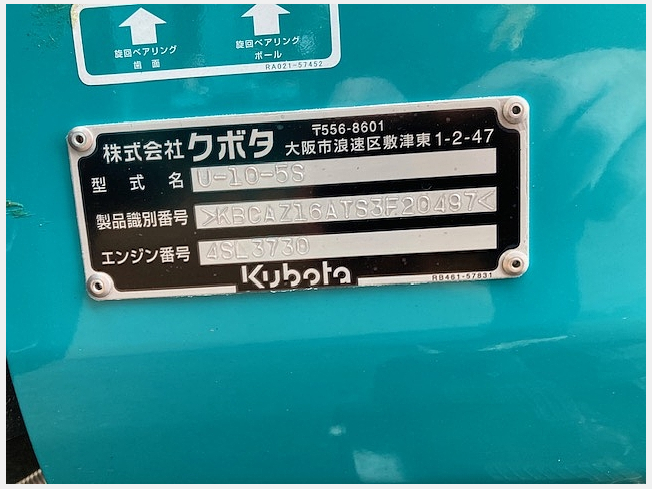 旋回ベアリング 旋回ベアリング
歯面 ボール
RA021-57452
〒556-8601
株式会社クボタ 大阪市浪速区敷津東1-2-47
型式名 U-10-5S
製品識別番号 >KBCAZ16ATS3F20497<
エンジン番号 4SL3730
Kubota RB461-57831